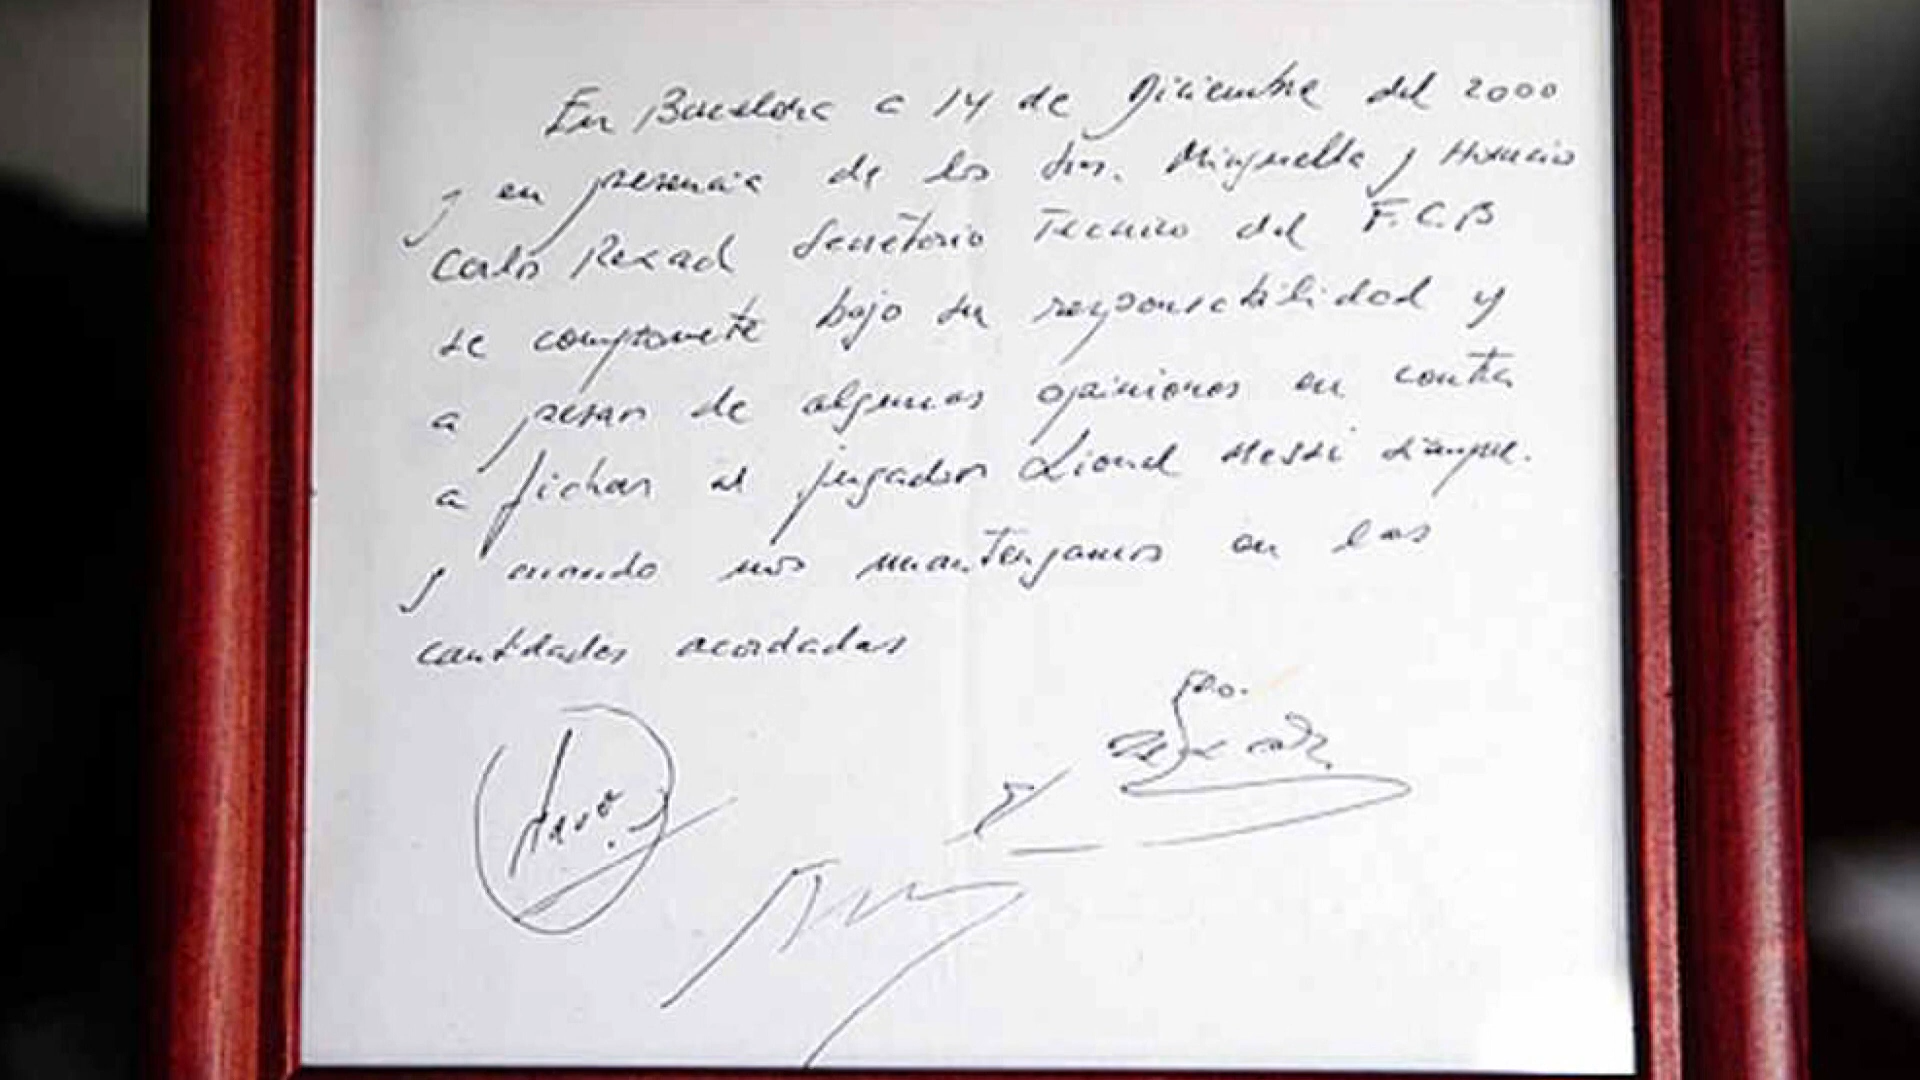 En Barcelona a 14 de Diciembre del 2000
y en presencia de los Srs. Minguella y Horacio
Carlos Rexach Secretario Tecnico del F.C.B
se compromete bajo su responsabilidad y
a pesar de algunas opiniones en contra
a fichar al jugador Lionel Messi siempre.
y cuando nos mantengamos en las
cantidades acordadas
Fdo.